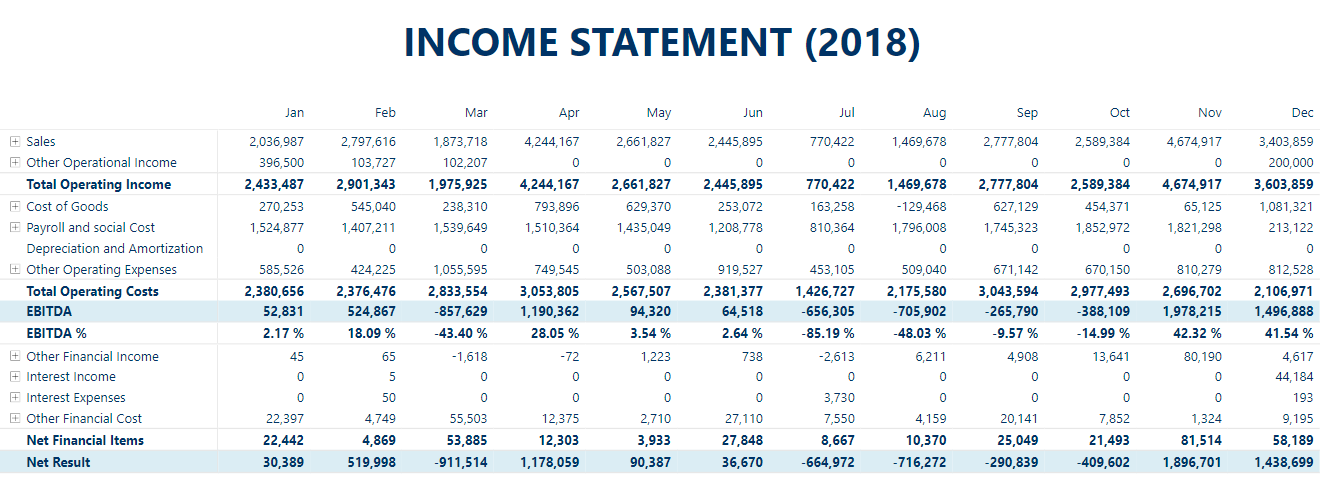 INCOME STATEMENT (2018)
Jan Feb Mar Apr May Jun Jul Aug Sep Oct Nov Dec
Sales 2,036,987 2,797,616 1,873,718 4,244,167 2,661,827 2,445,895 770,422 1,469,678 2,777,804 2,589,384 4,674,917 3,403,859
Other Operational Income 396,500 103,727 102,207 0 0 0 0 0 0 0 0 200,000
Total Operating Income 2,433,487 2,901,343 1,975,925 4,244,167 2,661,827 2,445,895 770,422 1,469,678 2,777,804 2,589,384 4,674,917 3,603,859
Cost of Goods 270,253 545,040 238,310 793,896 629,370 253,072 163,258 -129,468 627,129 454,371 65,125 1,081,321
Payroll and social Cost 1,524,877 1,407,211 1,539,649 1,510,364 1,435,049 1,208,778 810,364 1,796,008 1,745,323 1,852,972 1,821,298 213,122
Depreciation and Amortization 0 0 0 0 0 0 0 0 0 0 0 0
Other Operating Expenses 585,526 424,225 1,055,595 749,545 503,088 919,527 453,105 509,040 671,142 670,150 810,279 812,528
Total Operating Costs 2,380,656 2,376,476 2,833,554 3,053,805 2,567,507 2,381,377 1,426,727 2,175,580 3,043,594 2,977,493 2,696,702 2,106,971
EBITDA 52,831 524,867 -857,629 1,190,362 94,320 64,518 -656,305 -705,902 -265,790 -388,109 1,978,215 1,496,888
EBITDA % 2.17 % 18.09 % -43.40 % 28.05 % 3.54 % 2.64 % -85.19 % -48.03 % -9.57 % -14.99 % 42.32 % 41.54 %
Other Financial Income 45 65 -1,618 -72 1,223 738 -2,613 6,211 4,908 13,641 80,190 4,617
Interest Income 0 5 0 0 0 0 0 0 0 0 0 44,184
Interest Expenses 0 50 0 0 0 0 3,730 0 0 0 0 193
Other Financial Cost 22,397 4,749 55,503 12,375 2,710 27,110 7,550 4,159 20,141 7,852 1,324 9,195
Net Financial Items 22,442 4,869 53,885 12,303 3,933 27,848 8,667 10,370 25,049 21,493 81,514 58,189
Net Result 30,389 519,998 -911,514 1,178,059 90,387 36,670 -664,972 -716,272 -290,839 -409,602 1,896,701 1,438,699